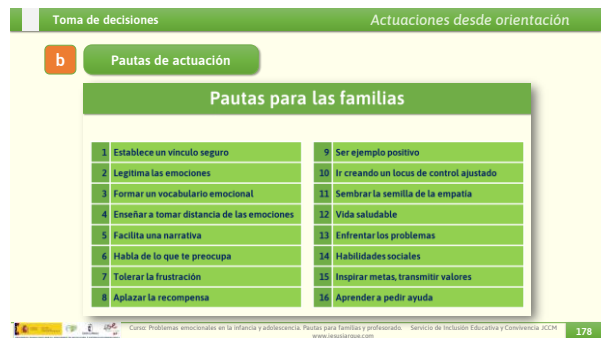 Toma de decisiones
Actuaciones desde orientación
b
Pautas de actuación
Pautas para las familias
1 Establece un vínculo seguro
2 Legitima las emociones
3 Formar un vocabulario emocional
4 Enseñar a tomar distancia de las emociones
5 Facilita una narrativa
6 Habla de lo que te preocupa
7 Tolerar la frustración
8 Aplazar la recompensa
9 Ser ejemplo positivo
10 Ir creando un locus de control ajustado
11 Sembrar la semilla de la empatía
12 Vida saludable
13 Enfrentar los problemas
14 Habilidades sociales
15 Inspirar metas, transmitir valores
16 Aprender a pedir ayuda
Curso: Problemas emocionales en la infancia y adolescencia. Pautas para familias y profesorado. Servicio de Inclusión Educativa y Convivencia JCCM
www.jesusjarque.com
178